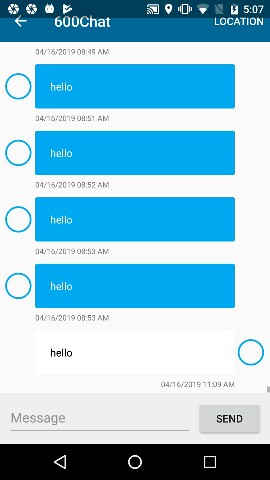 5:07
600Chat
LOCATION
04/16/2019 08:49 AM
hello
04/16/2019 08:51 AM
hello
04/16/2019 08:52 AM
hello
04/16/2019 08:53 AM
hello
04/16/2019 08:53 AM
hello
04/16/2019 11:09 AM
Message
SEND